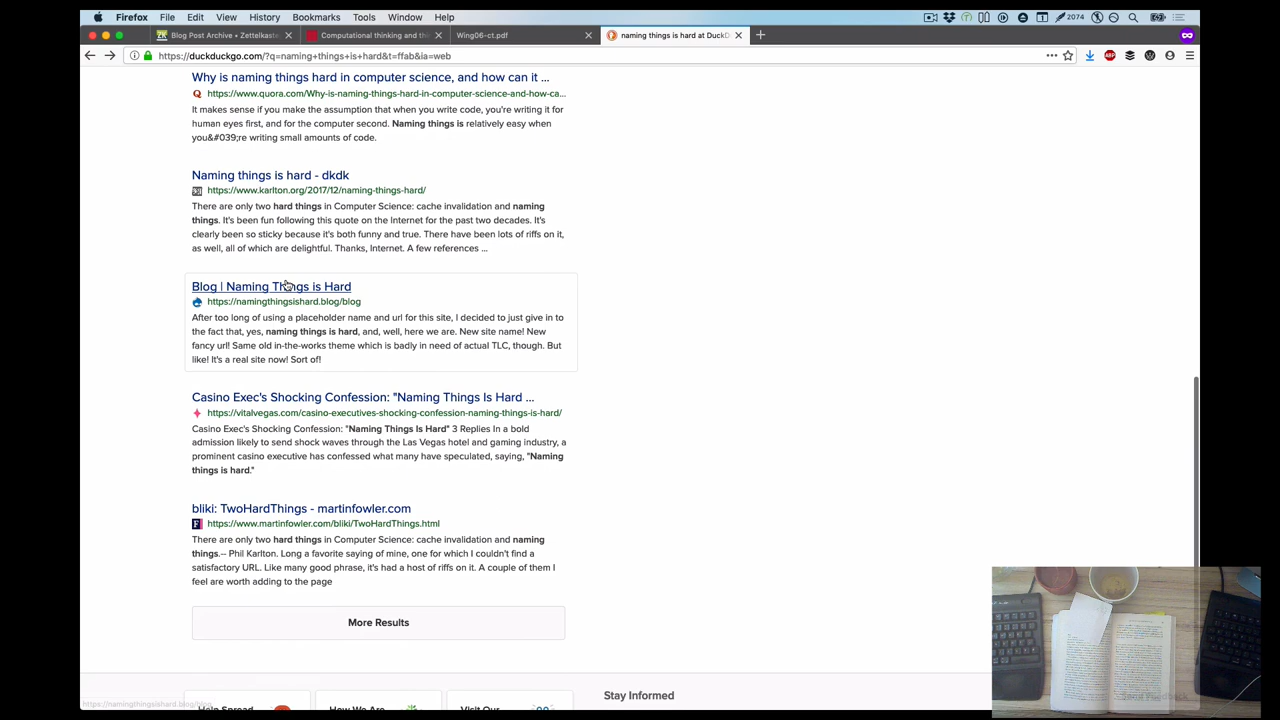 Firefox File Edit View History Bookmarks Tools Window Help
2074
Blog Post Archive • Zettelkaste
Computational thinking and thi
Wing06-ct.pdf
naming things is hard at DuckD
https://duckduckgo.com/?q=naming+things+is+hard&t=ffab&ia=web
Why is naming things hard in computer science, and how can it ...
https://www.quora.com/Why-is-naming-things-hard-in-computer-science-and-how-ca...
It makes sense if you make the assumption that when you write code, you're writing it for
human eyes first, and for the computer second. Naming things is relatively easy when
you&#039;re writing small amounts of code.
Naming things is hard - dkdk
https://www.karlton.org/2017/12/naming-things-hard/
There are only two hard things in Computer Science: cache invalidation and naming
things. It's been fun following this quote on the Internet for the past two decades. It's
clearly been so sticky because it's both funny and true. There have been lots of riffs on it,
as well, all of which are delightful. Thanks, Internet. A few references ...
Blog | Naming Things is Hard
https://namingthingsishard.blog/blog
After too long of using a placeholder name and url for this site, I decided to just give in to
the fact that, yes, naming things is hard, and, well, here we are. New site name! New
fancy url! Same old in-the-works theme which is badly in need of actual TLC, though. But
like! It's a real site now! Sort of!
Casino Exec's Shocking Confession: "Naming Things Is Hard ...
https://vitalvegas.com/casino-executives-shocking-confession-naming-things-is-hard/
Casino Exec's Shocking Confession: "Naming Things Is Hard" 3 Replies In a bold
admission likely to send shock waves through the Las Vegas hotel and gaming industry, a
prominent casino executive has confessed what many have speculated, saying, "Naming
things is hard."
bliki: TwoHardThings - martinfowler.com
https://www.martinfowler.com/bliki/TwoHardThings.html
There are only two hard things in Computer Science: cache invalidation and naming
things.-- Phil Karlton. Long a favorite saying of mine, one for which I couldn't find a
satisfactory URL. Like many good phrase, it's had a host of riffs on it. A couple of them I
feel are worth adding to the page
More Results
Stay Informed
Help Spread
How We Are
Visit Our
https://namingthingsishard.blog/blog